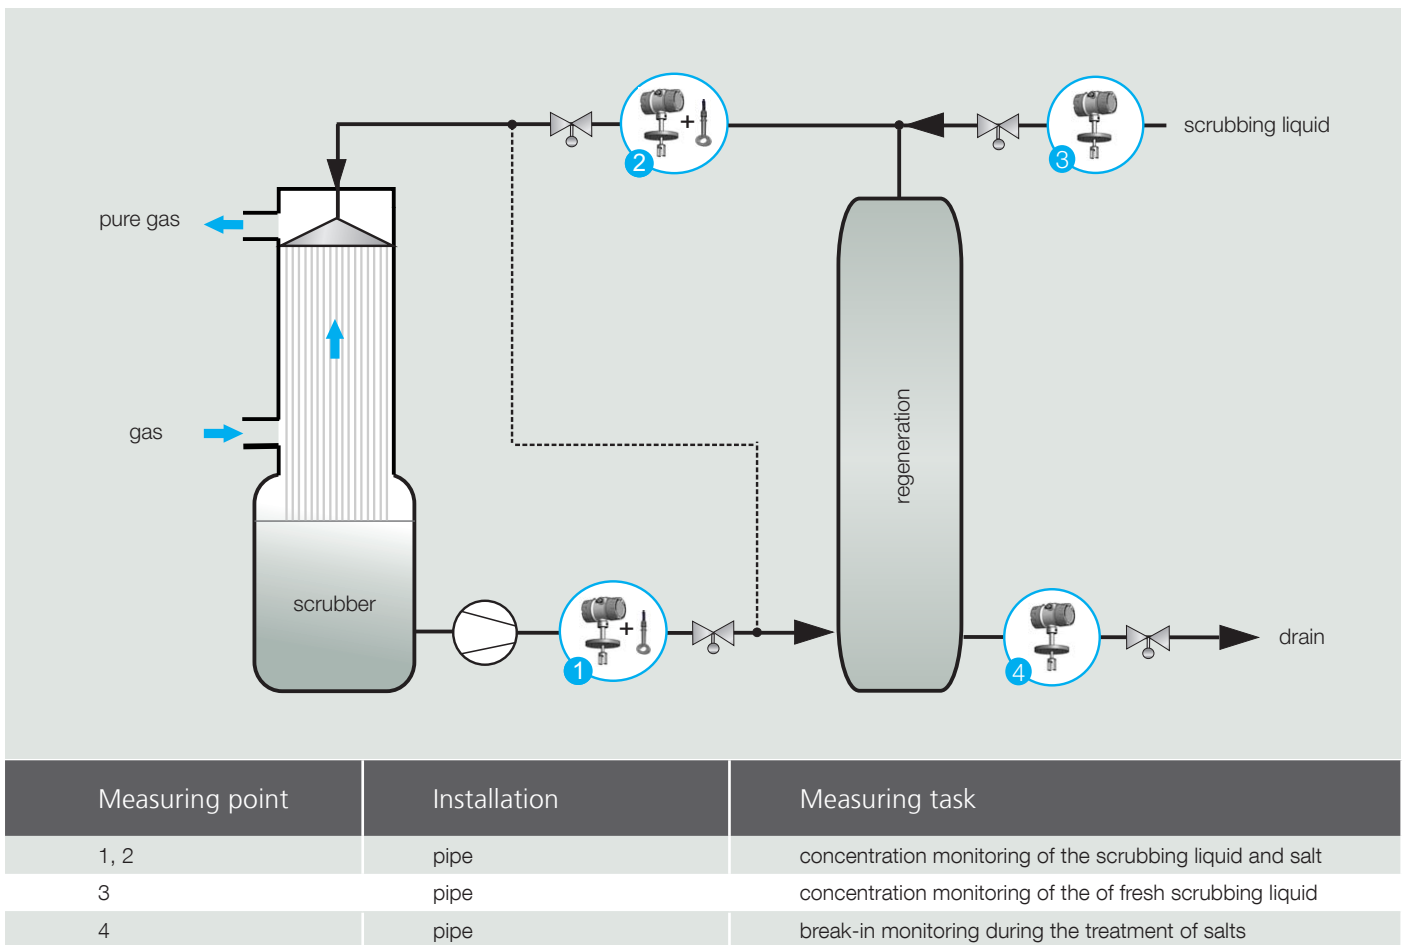 scrubbing liquid
+
2
3
pure gas
gas
regeneration
scrubber
+
1
4
drain
Measuring point Installation Measuring task
1, 2 pipe concentration monitoring of the scrubbing liquid and salt
3 pipe concentration monitoring of the of fresh scrubbing liquid
4 pipe break-in monitoring during the treatment of salts